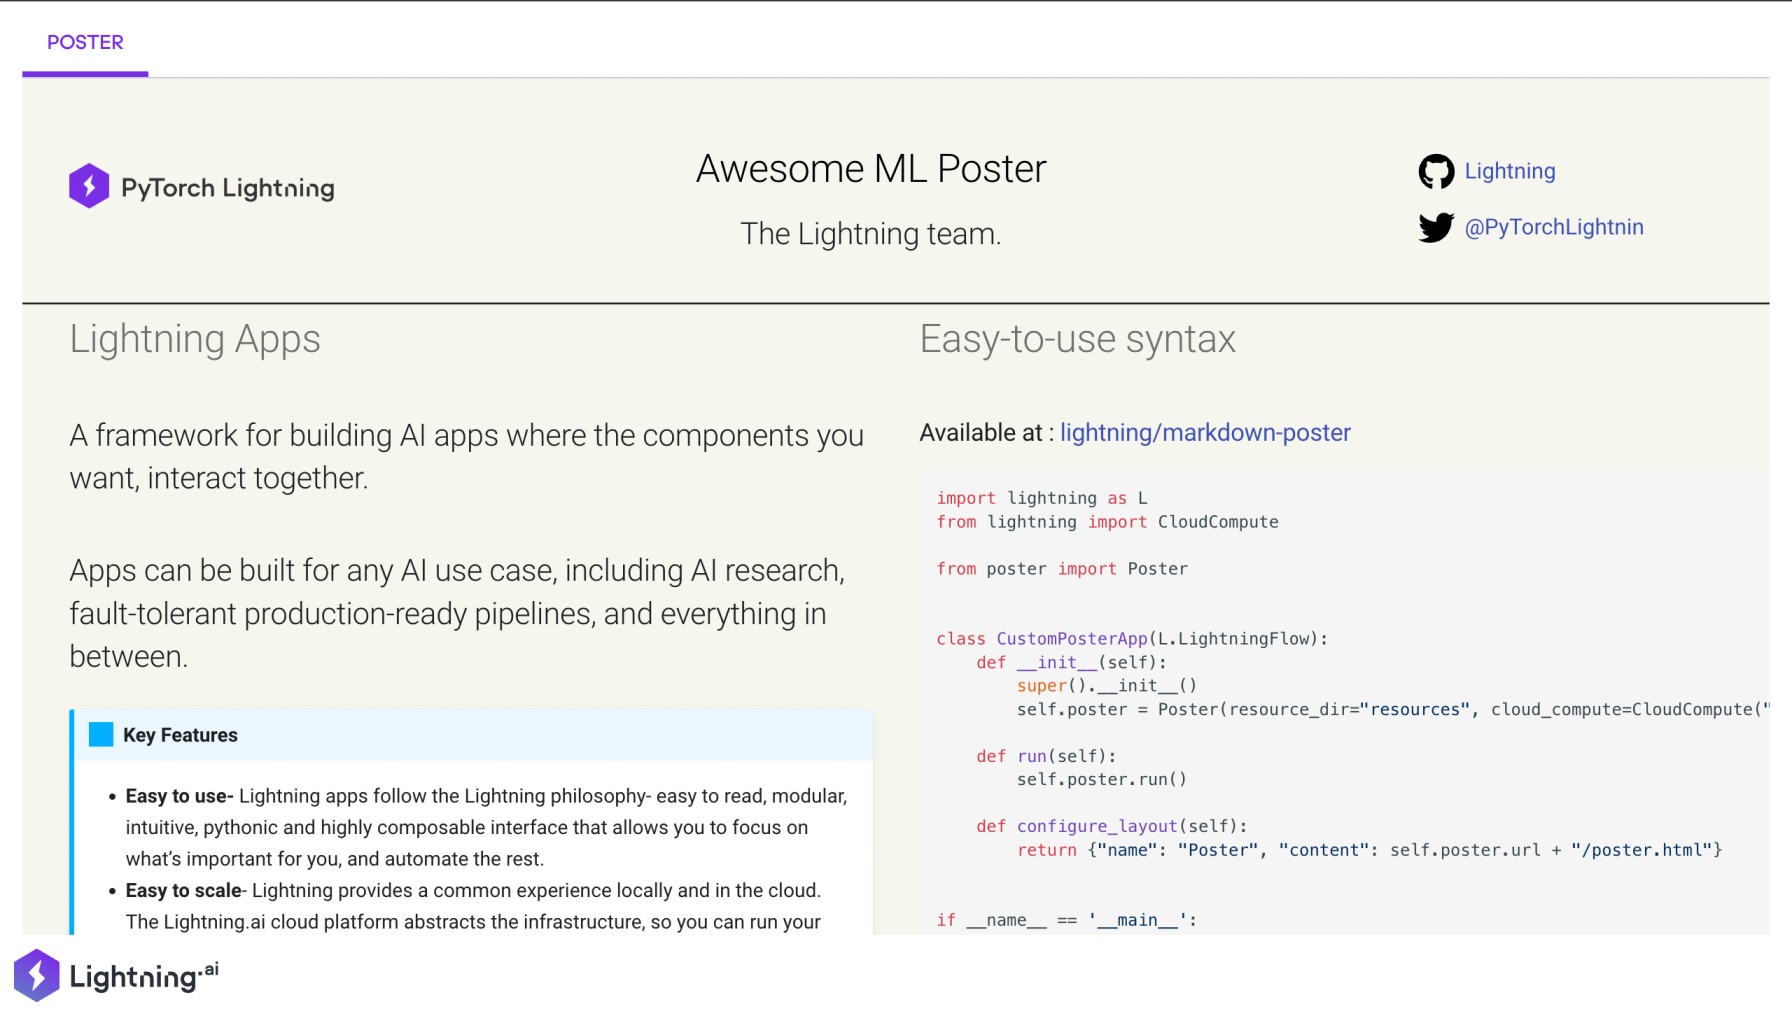 POSTER
PyTorch Lightning
Awesome ML Poster
The Lightning team.
Lightning
@PyTorchLightnin
Lightning Apps
A framework for building AI apps where the components you
want, interact together.
Apps can be built for any AI use case, including AI research,
fault-tolerant production-ready pipelines, and everything in
between.
Key Features
• Easy to use- Lightning apps follow the Lightning philosophy- easy to read, modular,
intuitive, pythonic and highly composable interface that allows you to focus on
what’s important for you, and automate the rest.
• Easy to scale- Lightning provides a common experience locally and in the cloud.
The Lightning.ai cloud platform abstracts the infrastructure, so you can run your
Easy-to-use syntax
Available at : lightning/markdown-poster
import lightning as L
from lightning import CloudCompute
from poster import Poster
class CustomPosterApp(L.LightningFlow):
    def __init__(self):
        super().__init__()
        self.poster = Poster(resource_dir="resources", cloud_compute=CloudCompute("
    def run(self):
        self.poster.run()
    def configure_layout(self):
        return {"name": "Poster", "content": self.poster.url + "/poster.html"}
if __name__ == '__main__':
Lightning.ai